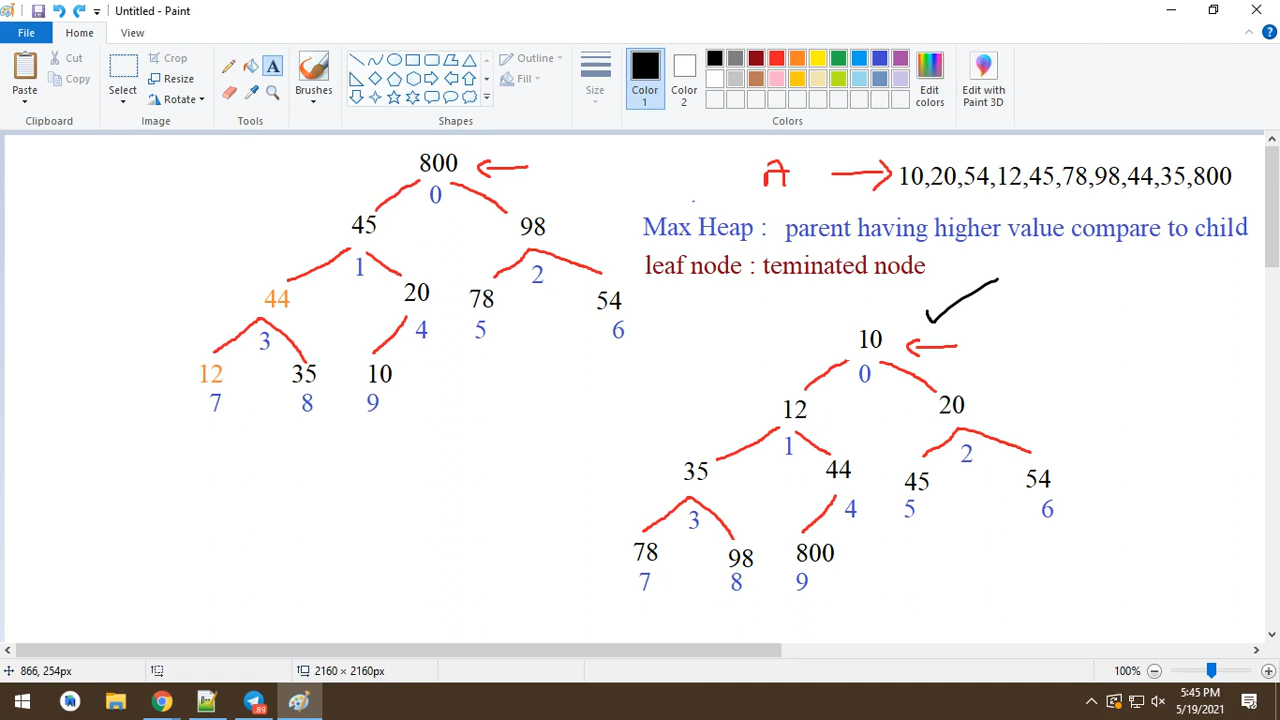 Untitled - Paint
File Home View
Paste
Cut
Copy
Clipboard
Select
Resize
Rotate
Image
Tools
A
Brushes
Outline
Fill
Shapes
Size
Color 1
Color 2
Edit colors
Colors
Edit with Paint 3D
800
0
45 98
1 2
44 20 78 54
3 4 5 6
12 35 10
7 8 9
A 10,20,54,12,45,78,98,44,35,800
Max Heap : parent having higher value compare to child
leaf node : teminated node
10
0
12 20
1 2
35 44 45 54
3 4 5 6
78 98 800
7 8 9
866, 254px
2160 × 2160px
100%
89
5:45 PM
5/19/2021